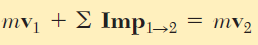 mv₁ + Σ Imp₁→₂ = mv₂